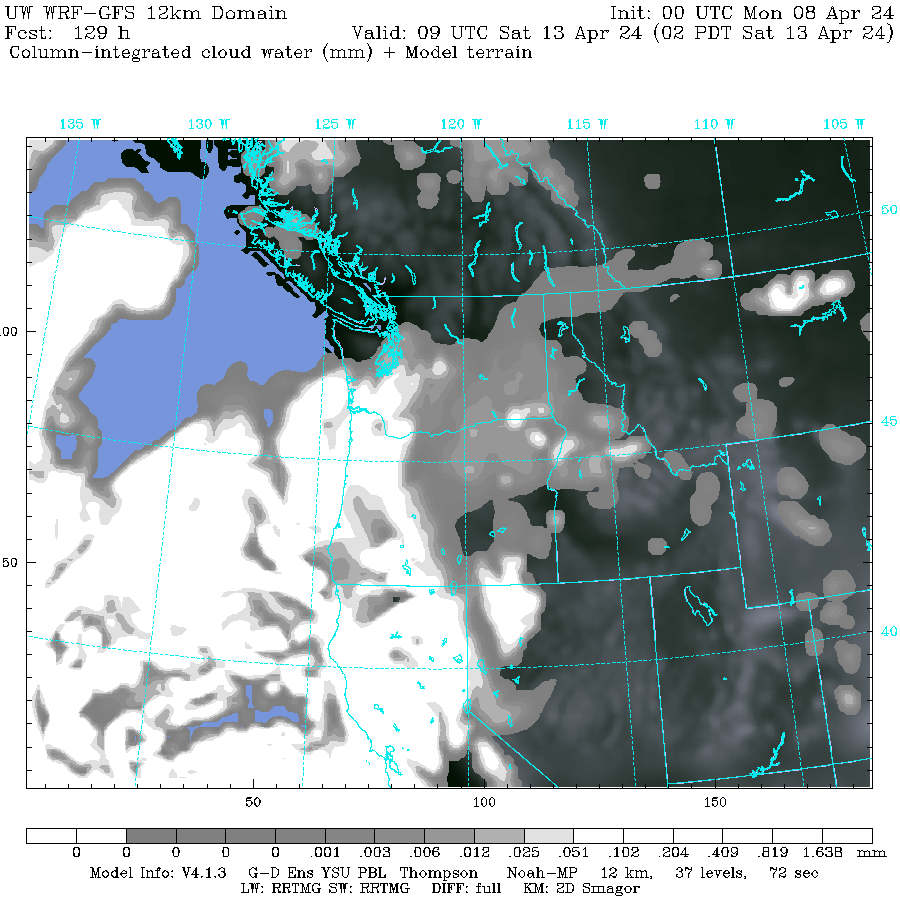 UW WRF-GFS 12km Domain Init: 00 UTC Mon 08 Apr 24
Fcst: 129 h Valid: 09 UTC Sat 13 Apr 24 (02 PDT Sat 13 Apr 24)
Column-integrated cloud water (mm) + Model terrain
135 W 130 W 125 W 120 W 115 W 110 W 105 W
50
00
45
50
40
50 100 150
0 0 0 0 .001 .003 .006 .012 .025 .051 .102 .204 .409 .819 1.638 mm
Model Info: V4.1.3 G-D Ens YSU PBL Thompson Noah-MP 12 km, 37 levels, 72 sec
LW: RRTMG SW: RRTMG DIFF: full KM: 2D Smagor